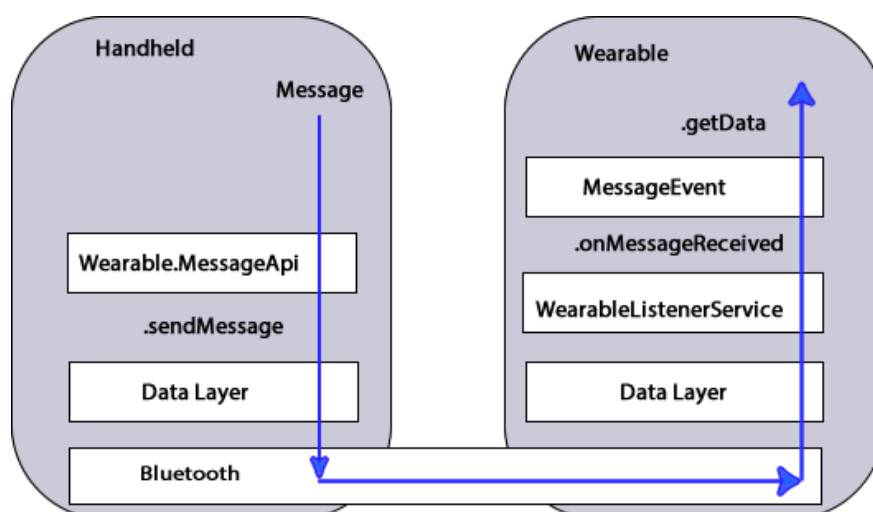 Handheld
Message
Wearable.MessageApi
.sendMessage
Data Layer
Bluetooth
Wearable
.getData
MessageEvent
.onMessageReceived
WearableListenerService
Data Layer